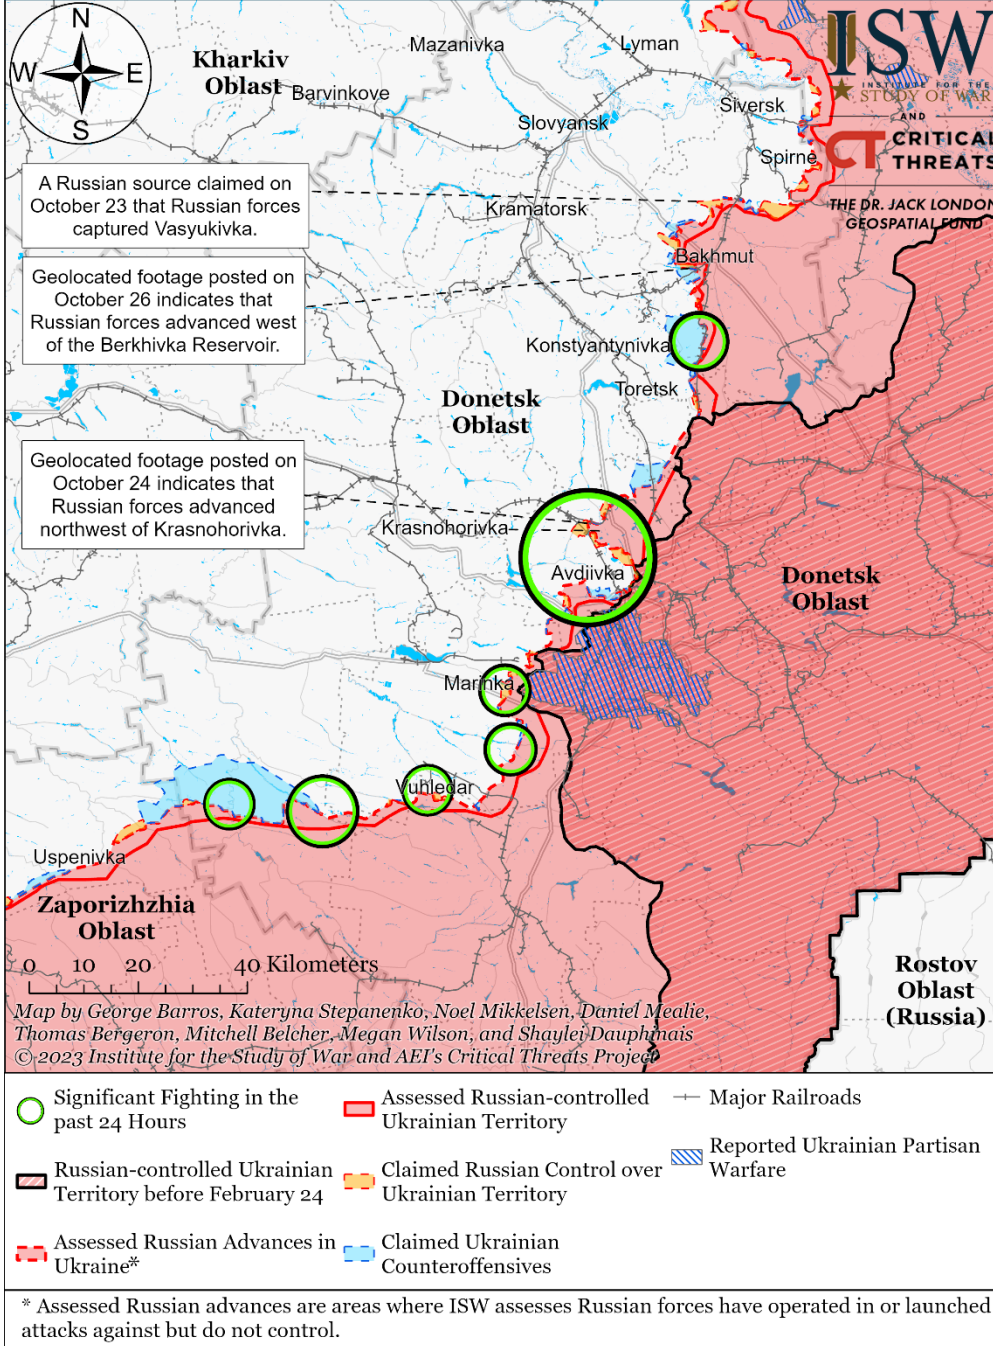 N
W
E
S
Kharkiv
Oblast
Mazanivka
Lyman
Barvinkove
Slovyansk
Siversk
Spirne
Kramatorsk
ISW
INSTITUTE FOR THE
STUDY OF WAR
AND
CT CRITICAL
THREATS
THE DR. JACK LONDON
GEOSPATIAL FUND
A Russian source claimed on
October 23 that Russian forces
captured Vasyukivka.
Geolocated footage posted on
October 26 indicates that
Russian forces advanced west
of the Berkhivka Reservoir.
Bakhmut
Konstyantynivka
Toretsk
Donetsk
Oblast
Geolocated footage posted on
October 24 indicates that
Russian forces advanced
northwest of Krasnohorivka.
Krasnohorivka
Avdiivka
Donetsk
Oblast
Marinka
Vuhledar
Uspenivka
Zaporizhzhia
Oblast
Rostov
Oblast
(Russia)
0 10 20 40 Kilometers
Map by George Barros, Kateryna Stepanenko, Noel Mikkelsen, Daniel Mealie,
Thomas Bergeron, Mitchell Belcher, Megan Wilson, and Shaylei Dauphinais
© 2023 Institute for the Study of War and AEI's Critical Threats Project
Significant Fighting in the
past 24 Hours
Russian-controlled Ukrainian
Territory before February 24
Assessed Russian Advances in
Ukraine*
Assessed Russian-controlled
Ukrainian Territory
Claimed Russian Control over
Ukrainian Territory
Claimed Ukrainian
Counteroffensives
Major Railroads
Reported Ukrainian Partisan
Warfare
* Assessed Russian advances are areas where ISW assesses Russian forces have operated in or launched
attacks against but do not control.